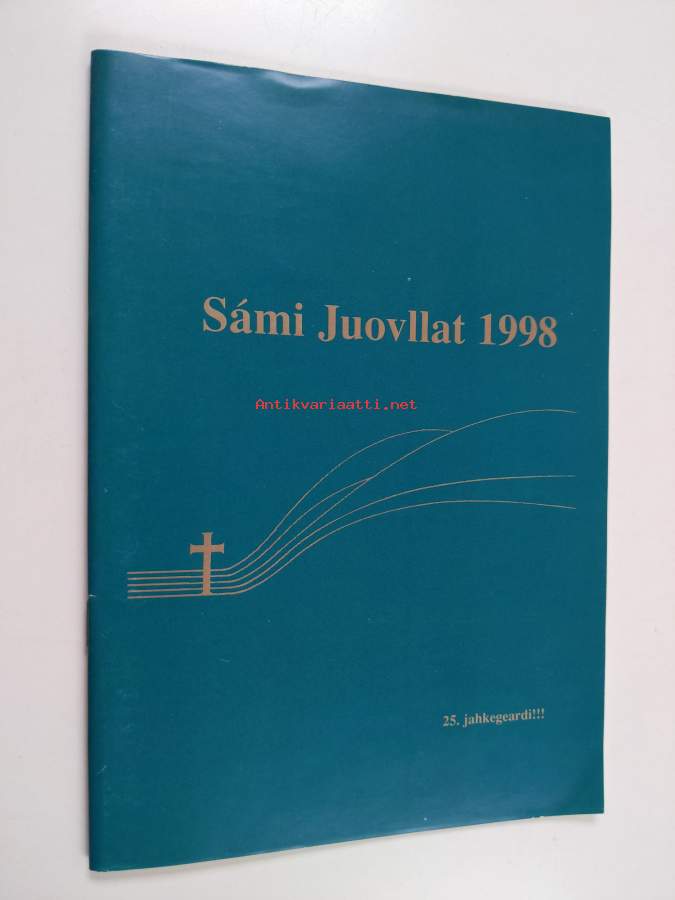 Sámi Juovllat 1998
Antikvariaatti.net
25. jahkegeardi!!!